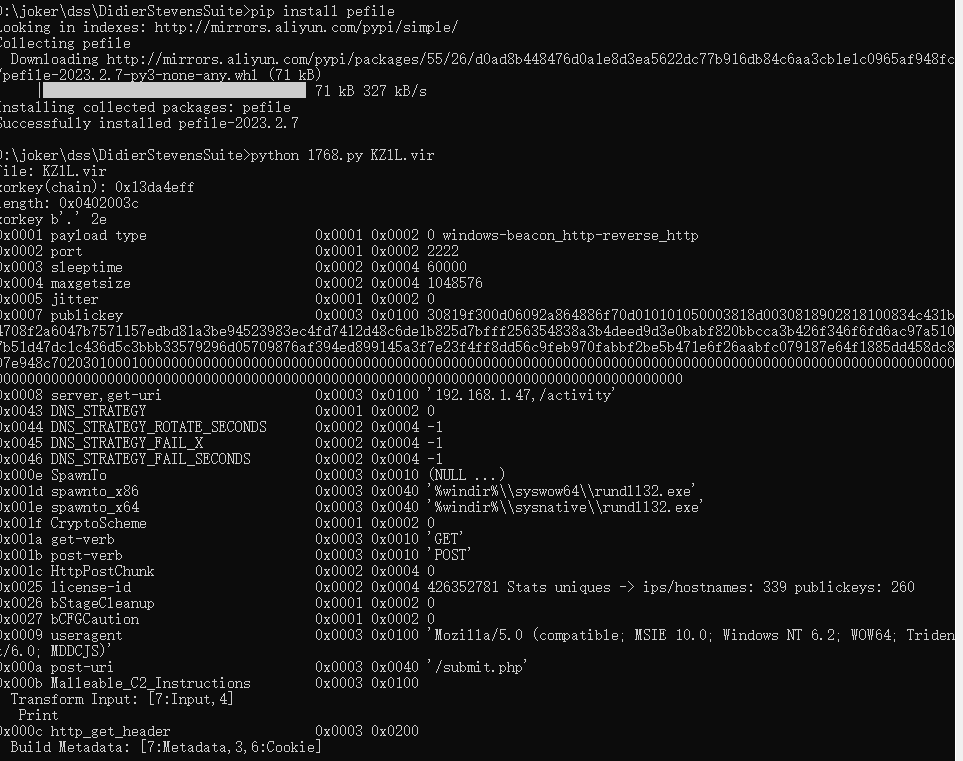 :\joker\dss\DidierStevensSuite>pip install pefile
ooking in indexes: http://mirrors.aliyun.com/pypi/simple/
ollecting pefile
Downloading http://mirrors.aliyun.com/pypi/packages/55/26/d0ad8b448476d0a1e8d3ea5622dc77b916db84c6aa3cb1e1c0965af948fc
pefile-2023.2.7-py3-none-any.whl (71 kB)
71 kB 327 kB/s
nstalling collected packages: pefile
uccessfully installed pefile-2023.2.7
:\joker\dss\DidierStevensSuite>python 1768.py KZ1L.vir
ile: KZ1L.vir
orkey(chain): 0x13da4eff
ength: 0x0402003c
orkey b'.' 2e
0x0001 payload type 0x0001 0x0002 0 windows-beacon_http-reverse_http
0x0002 port 0x0001 0x0002 2222
0x0003 sleeptime 0x0002 0x0004 60000
0x0004 maxgetsize 0x0002 0x0004 1048576
0x0005 jitter 0x0001 0x0002 0
0x0007 publickey 0x0003 0x0100 30819f300d06092a864886f70d010101050003818d0030818902818100834c431b
4708f2a6047b7571157edbd81a3be94523983ec4fd7412d48c6de1b825d7bfff256354838a3b4deed9d3e0babf820bbcca3b426f346f6fd6ac97a510
7b51d47dc1c436d5c3bbb33579296d05709876af394ed899145a3f7e23f4ff8dd56c9feb970fabbf2be5b471e6f26aabfc079187e64f1885dd458dc8
07e948c7020301000100000000000000000000000000000000000000000000000000000000000000000000000000000000000000000000000000000000
0000000000000000000000000000000000000000000000000000000000000000000000000000000000000
0x0008 server,get-uri 0x0003 0x0100 '192.168.1.47,/activity'
0x0043 DNS_STRATEGY 0x0001 0x0002 0
0x0044 DNS_STRATEGY_ROTATE_SECONDS 0x0002 0x0004 -1
0x0045 DNS_STRATEGY_FAIL_X 0x0002 0x0004 -1
0x0046 DNS_STRATEGY_FAIL_SECONDS 0x0002 0x0004 -1
0x000e SpawnTo 0x0003 0x0010 (NULL ...)
0x001d spawnto_x86 0x0003 0x0040 '%windir%\\syswow64\\rundll32.exe'
0x001e spawnto_x64 0x0003 0x0040 '%windir%\\sysnative\\rundll32.exe'
0x001f CryptoScheme 0x0001 0x0002 0
0x001a get-verb 0x0003 0x0010 'GET'
0x001b post-verb 0x0003 0x0010 'POST'
0x001c HttpPostChunk 0x0002 0x0004 0
0x0025 license-id 0x0002 0x0004 426352781 Stats uniques -> ips/hostnames: 339 publickeys: 260
0x0026 bStageCleanup 0x0001 0x0002 0
0x0027 bCFGCaution 0x0001 0x0002 0
0x0009 useragent 0x0003 0x0100 'Mozilla/5.0 (compatible; MSIE 10.0; Windows NT 6.2; WOW64; Triden
t/6.0; MDDCJS)'
0x000a post-uri 0x0003 0x0040 '/submit.php'
0x000b Malleable_C2_Instructions 0x0003 0x0100
Transform Input: [7:Input,4]
Print
0x000c http_get_header 0x0003 0x0200
Build Metadata: [7:Metadata,3,6:Cookie]